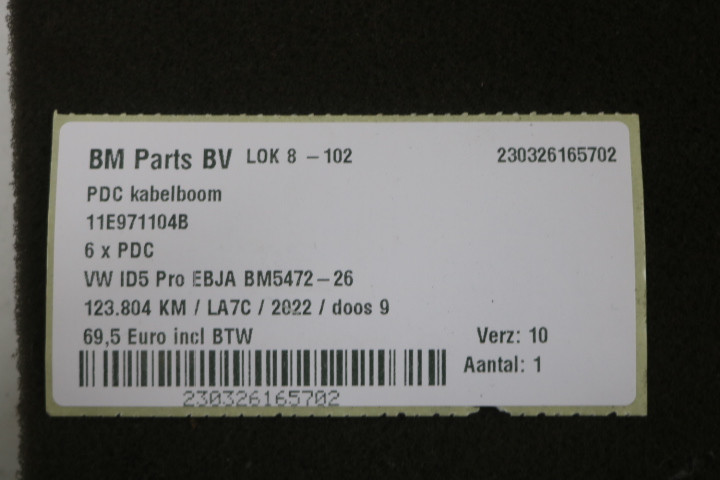 BM Parts BV LOK 8 - 102 230326165702
PDC kabelboom
11E971104B
6 x PDC
VW ID5 Pro EBJA BM5472-26
123.804 KM / LA7C / 2022 / doos 9
69,5 Euro incl BTW Verz: 10
Aantal: 1
230326165702